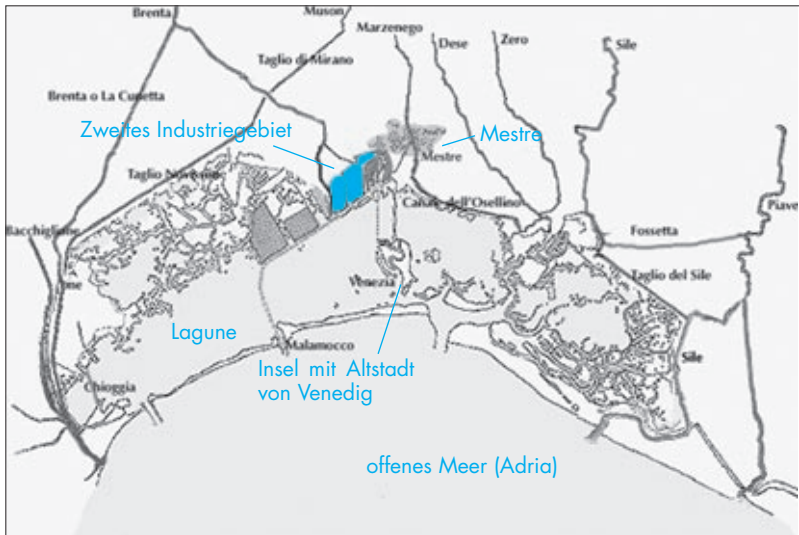 Brenta
Muson
Marzenego
Dese
Zero
Sile
Taglio di Mirano
Brenta o La Cunetta
Zweites Industriegebiet
Mestre
Mestre
Taglio Novissimo
Canale dell'Osellino
Piave
Bacchiglione
Fossetta
Taglio del Sile
Venezia
Lagune
Malamocco
Sile
Insel mit Altstadt
von Venedig
Chioggia
offenes Meer (Adria)